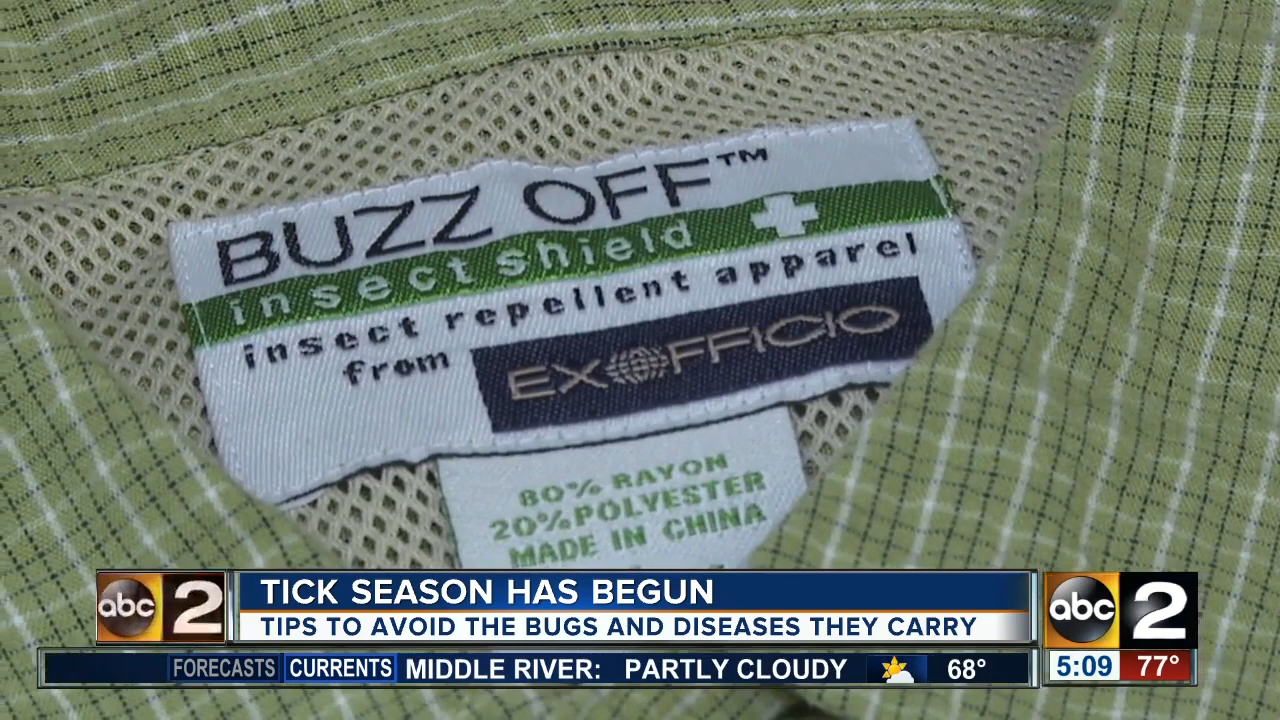 BUZZ OFF™
insect shield
insect repellent apparel
from EXOFFICIO
80% RAYON
20% POLYESTER
MADE IN CHINA
abc 2
TICK SEASON HAS BEGUN
TIPS TO AVOID THE BUGS AND DISEASES THEY CARRY
abc 2
FORECASTS CURRENTS MIDDLE RIVER: PARTLY CLOUDY 68°
5:09 77°